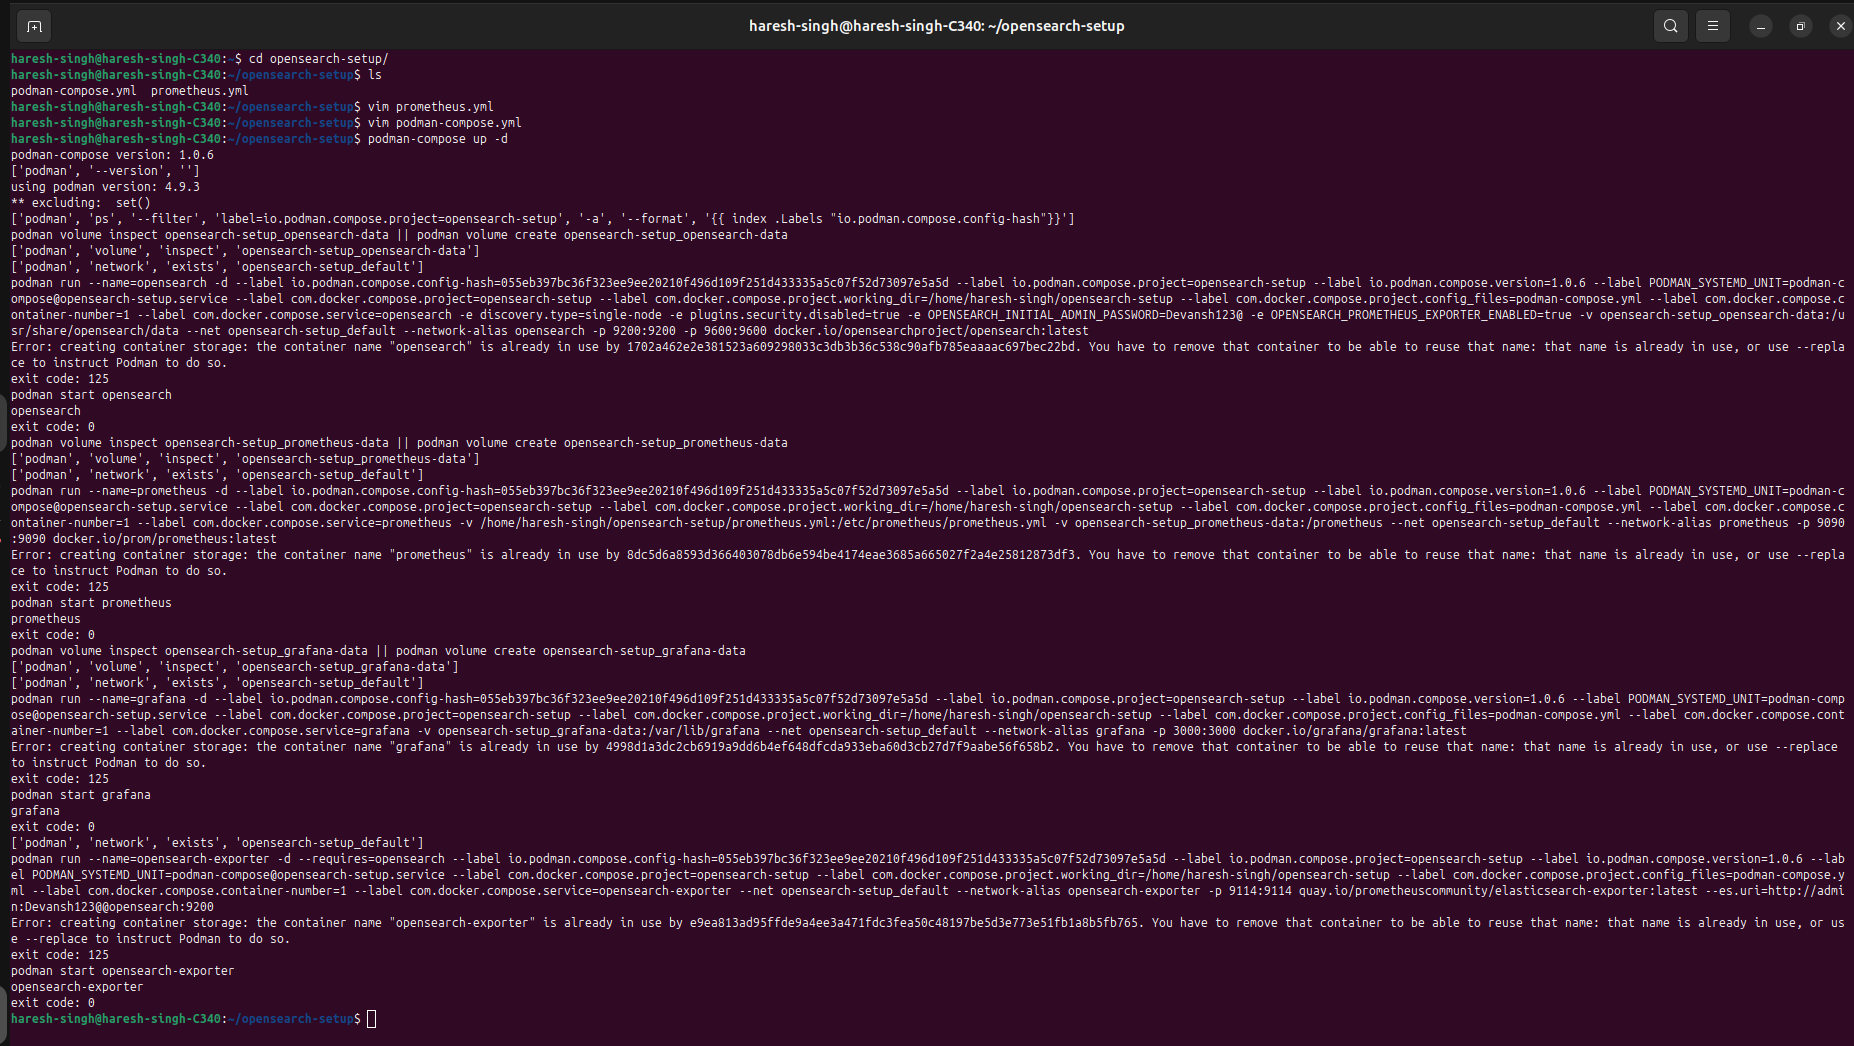 haresh-singh@haresh-singh-C340: ~/opensearch-setup
haresh-singh@haresh-singh-C340:~$ cd opensearch-setup/
haresh-singh@haresh-singh-C340:~/opensearch-setup$ ls
podman-compose.yml  prometheus.yml
haresh-singh@haresh-singh-C340:~/opensearch-setup$ vim prometheus.yml
haresh-singh@haresh-singh-C340:~/opensearch-setup$ vim podman-compose.yml
haresh-singh@haresh-singh-C340:~/opensearch-setup$ podman-compose up -d
podman-compose version: 1.0.6
['podman', '--version', '']
using podman version: 4.9.3
** excluding:  set()
['podman', 'ps', '--filter', 'label=io.podman.compose.project=opensearch-setup', '-a', '--format', '{{ index .Labels "io.podman.compose.config-hash"}}']
podman volume inspect opensearch-setup_opensearch-data || podman volume create opensearch-setup_opensearch-data
['podman', 'volume', 'inspect', 'opensearch-setup_opensearch-data']
['podman', 'network', 'exists', 'opensearch-setup_default']
podman run --name=opensearch -d --label io.podman.compose.config-hash=055eb397bc36f323ee9ee20210f496d109f251d433335a5c07f52d73097e5a5d --label io.podman.compose.project=opensearch-setup --label io.podman.compose.version=1.0.6 --label PODMAN_SYSTEMD_UNIT=podman-c
ompose@opensearch-setup.service --label com.docker.compose.project=opensearch-setup --label com.docker.compose.project.working_dir=/home/haresh-singh/opensearch-setup --label com.docker.compose.project.config_files=podman-compose.yml --label com.docker.compose.c
ontainer-number=1 --label com.docker.compose.service=opensearch -e discovery.type=single-node -e plugins.security.disabled=true -e OPENSEARCH_INITIAL_ADMIN_PASSWORD=Devansh123@ -e OPENSEARCH_PROMETHEUS_EXPORTER_ENABLED=true -v opensearch-setup_opensearch-data:/u
sr/share/opensearch/data --net opensearch-setup_default --network-alias opensearch -p 9200:9200 -p 9600:9600 docker.io/opensearchproject/opensearch:latest
Error: creating container storage: the container name "opensearch" is already in use by 1702a462e2e381523a609298033c3db3b36c538c90afb785eaaaac697bec22bd. You have to remove that container to be able to reuse that name: that name is already in use, or use --repla
ce to instruct Podman to do so.
exit code: 125
podman start opensearch
opensearch
exit code: 0
podman volume inspect opensearch-setup_prometheus-data || podman volume create opensearch-setup_prometheus-data
['podman', 'volume', 'inspect', 'opensearch-setup_prometheus-data']
['podman', 'network', 'exists', 'opensearch-setup_default']
podman run --name=prometheus -d --label io.podman.compose.config-hash=055eb397bc36f323ee9ee20210f496d109f251d433335a5c07f52d73097e5a5d --label io.podman.compose.project=opensearch-setup --label io.podman.compose.version=1.0.6 --label PODMAN_SYSTEMD_UNIT=podman-c
ompose@opensearch-setup.service --label com.docker.compose.project=opensearch-setup --label com.docker.compose.project.working_dir=/home/haresh-singh/opensearch-setup --label com.docker.compose.project.config_files=podman-compose.yml --label com.docker.compose.c
ontainer-number=1 --label com.docker.compose.service=prometheus -v /home/haresh-singh/opensearch-setup/prometheus.yml:/etc/prometheus/prometheus.yml -v opensearch-setup_prometheus-data:/prometheus --net opensearch-setup_default --network-alias prometheus -p 9090
:9090 docker.io/prom/prometheus:latest
Error: creating container storage: the container name "prometheus" is already in use by 8dc5d6a8593d366403078db6e594be4174eae3685a665027f2a4e25812873df3. You have to remove that container to be able to reuse that name: that name is already in use, or use --repla
ce to instruct Podman to do so.
exit code: 125
podman start prometheus
prometheus
exit code: 0
podman volume inspect opensearch-setup_grafana-data || podman volume create opensearch-setup_grafana-data
['podman', 'volume', 'inspect', 'opensearch-setup_grafana-data']
['podman', 'network', 'exists', 'opensearch-setup_default']
podman run --name=grafana -d --label io.podman.compose.config-hash=055eb397bc36f323ee9ee20210f496d109f251d433335a5c07f52d73097e5a5d --label io.podman.compose.project=opensearch-setup --label io.podman.compose.version=1.0.6 --label PODMAN_SYSTEMD_UNIT=podman-comp
ose@opensearch-setup.service --label com.docker.compose.project=opensearch-setup --label com.docker.compose.project.working_dir=/home/haresh-singh/opensearch-setup --label com.docker.compose.project.config_files=podman-compose.yml --label com.docker.compose.cont
ainer-number=1 --label com.docker.compose.service=grafana -v opensearch-setup_grafana-data:/var/lib/grafana --net opensearch-setup_default --network-alias grafana -p 3000:3000 docker.io/grafana/grafana:latest
Error: creating container storage: the container name "grafana" is already in use by 4998d1a3dc2cb6919a9dd6b4ef648dfcda933eba60d3cb27d7f9aabe56f658b2. You have to remove that container to be able to reuse that name: that name is already in use, or use --replace
to instruct Podman to do so.
exit code: 125
podman start grafana
grafana
exit code: 0
['podman', 'network', 'exists', 'opensearch-setup_default']
podman run --name=opensearch-exporter -d --requires=opensearch --label io.podman.compose.config-hash=055eb397bc36f323ee9ee20210f496d109f251d433335a5c07f52d73097e5a5d --label io.podman.compose.project=opensearch-setup --label io.podman.compose.version=1.0.6 --lab
el PODMAN_SYSTEMD_UNIT=podman-compose@opensearch-setup.service --label com.docker.compose.project=opensearch-setup --label com.docker.compose.project.working_dir=/home/haresh-singh/opensearch-setup --label com.docker.compose.project.config_files=podman-compose.y
ml --label com.docker.compose.container-number=1 --label com.docker.compose.service=opensearch-exporter --net opensearch-setup_default --network-alias opensearch-exporter -p 9114:9114 quay.io/prometheuscommunity/elasticsearch-exporter:latest --es.uri=http://admi
n:Devansh123@@opensearch:9200
Error: creating container storage: the container name "opensearch-exporter" is already in use by e9ea813ad95ffde9a4ee3a471fdc3fea50c48197be5d3e773e51fb1a8b5fb765. You have to remove that container to be able to reuse that name: that name is already in use, or us
e --replace to instruct Podman to do so.
exit code: 125
podman start opensearch-exporter
opensearch-exporter
exit code: 0
haresh-singh@haresh-singh-C340:~/opensearch-setup$